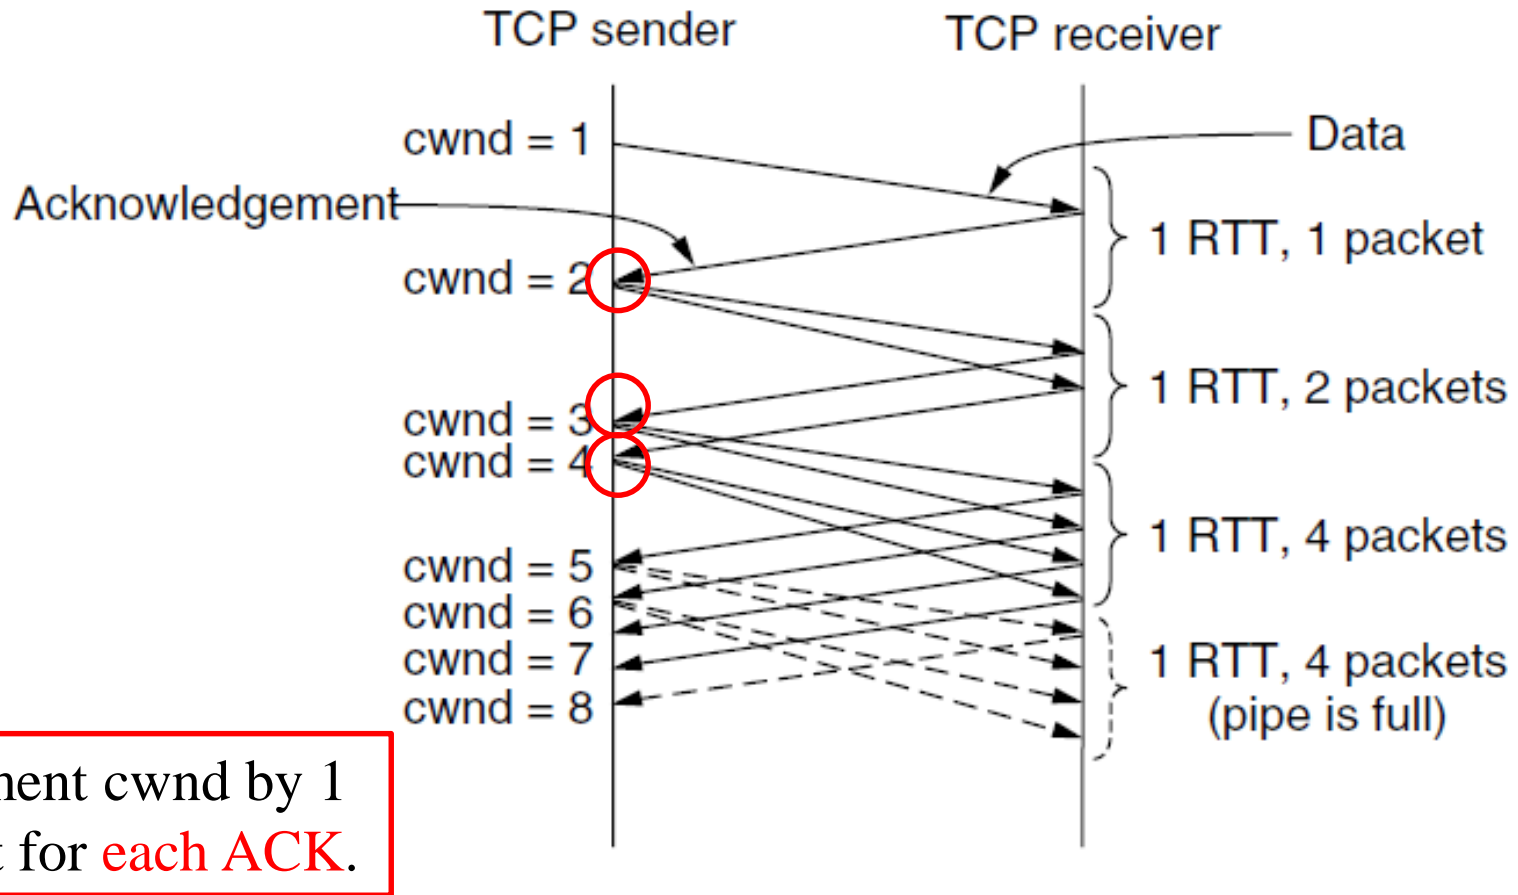 TCP sender
TCP receiver
cwnd = 1
Data
Acknowledgement
1 RTT, 1 packet
cwnd = 2
1 RTT, 2 packets
cwnd = 3
cwnd = 4
1 RTT, 4 packets
cwnd = 5
cwnd = 6
cwnd = 7
1 RTT, 4 packets
(pipe is full)
cwnd = 8
cwnd by 1
for each ACK.